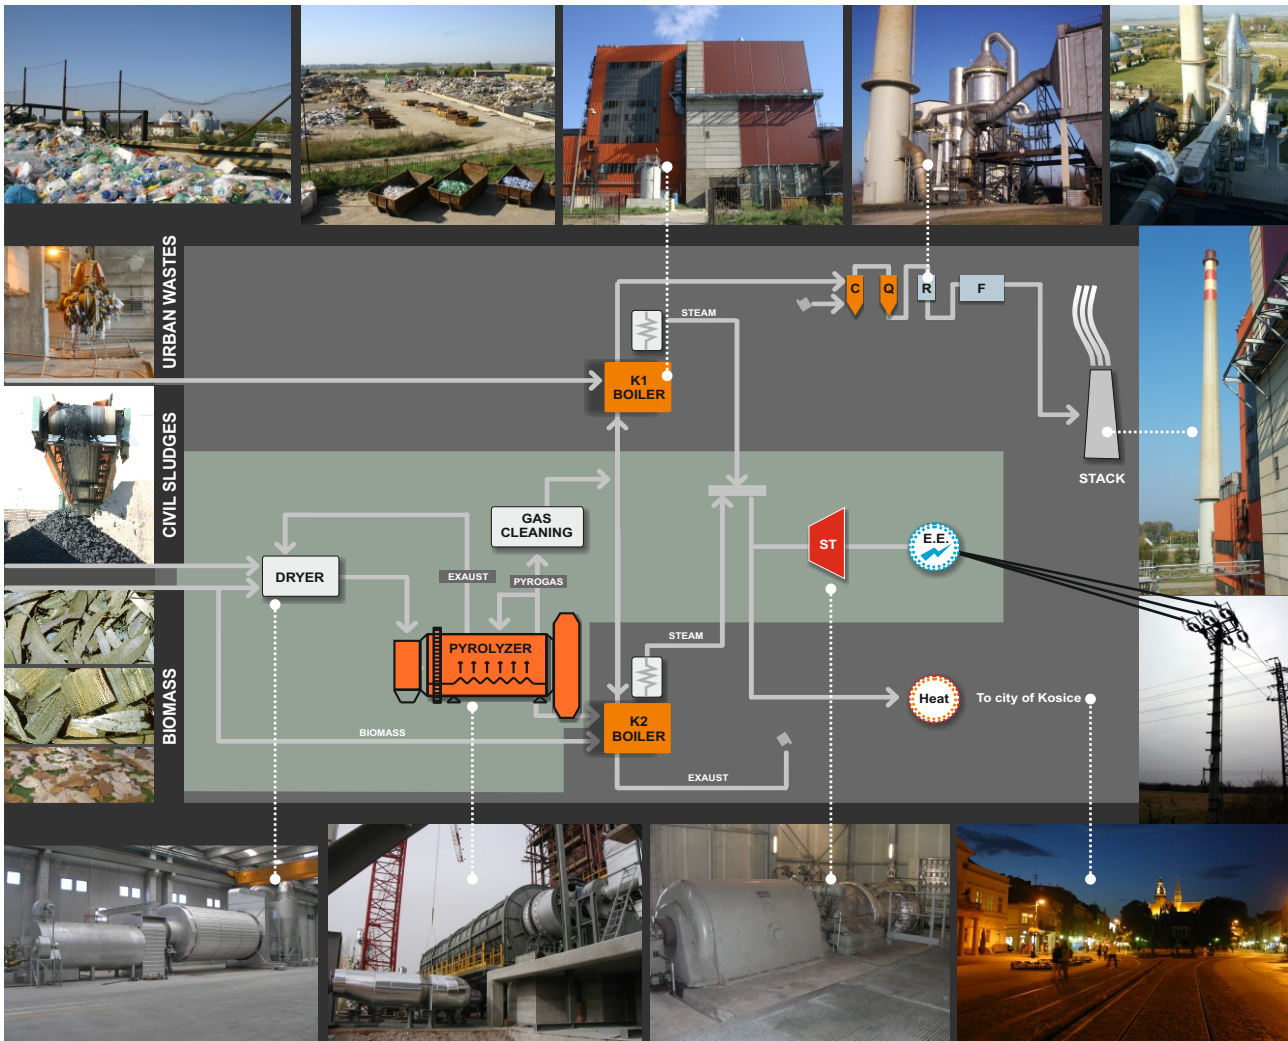 URBAN WASTES
CIVIL SLUDGES
BIOMASS
C
Q
R
F
STEAM
K1
BOILER
STACK
GAS
CLEANING
ST
E.E.
DRYER
EXAUST
PYROGAS
PYROLYZER
STEAM
Heat
To city of Kosice
K2
BOILER
BIOMASS
EXAUST